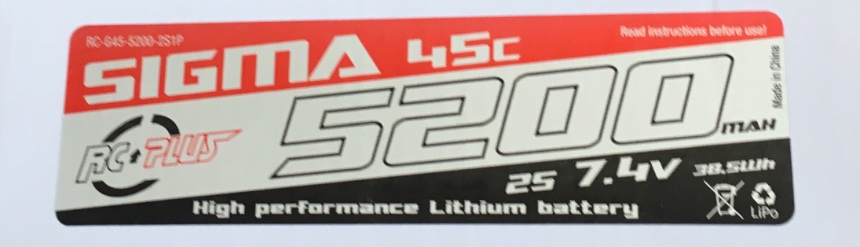 RC-G45-5200-2S1P
Read instructions before use!
SIGMA 45C
Made in China
5200 mAH
RC PLUS
2S 7.4V 38.5Wh
High performance Lithium battery
LiPo